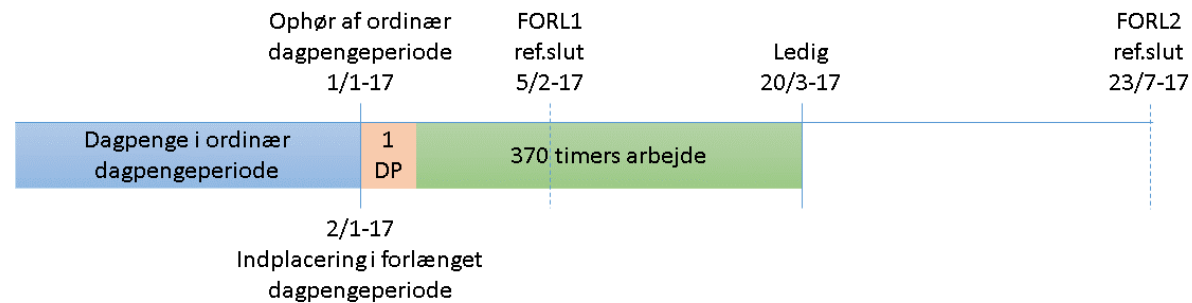 Ophør af ordinær
dagpengeperiode
1/1-17
FORL1
ref.slut
5/2-17
Ledig
20/3-17
FORL2
ref.slut
23/7-17
Dagpenge i ordinær
dagpengeperiode
1
DP
370 timers arbejde
2/1-17
Indplacering i forlænget
dagpengeperiode